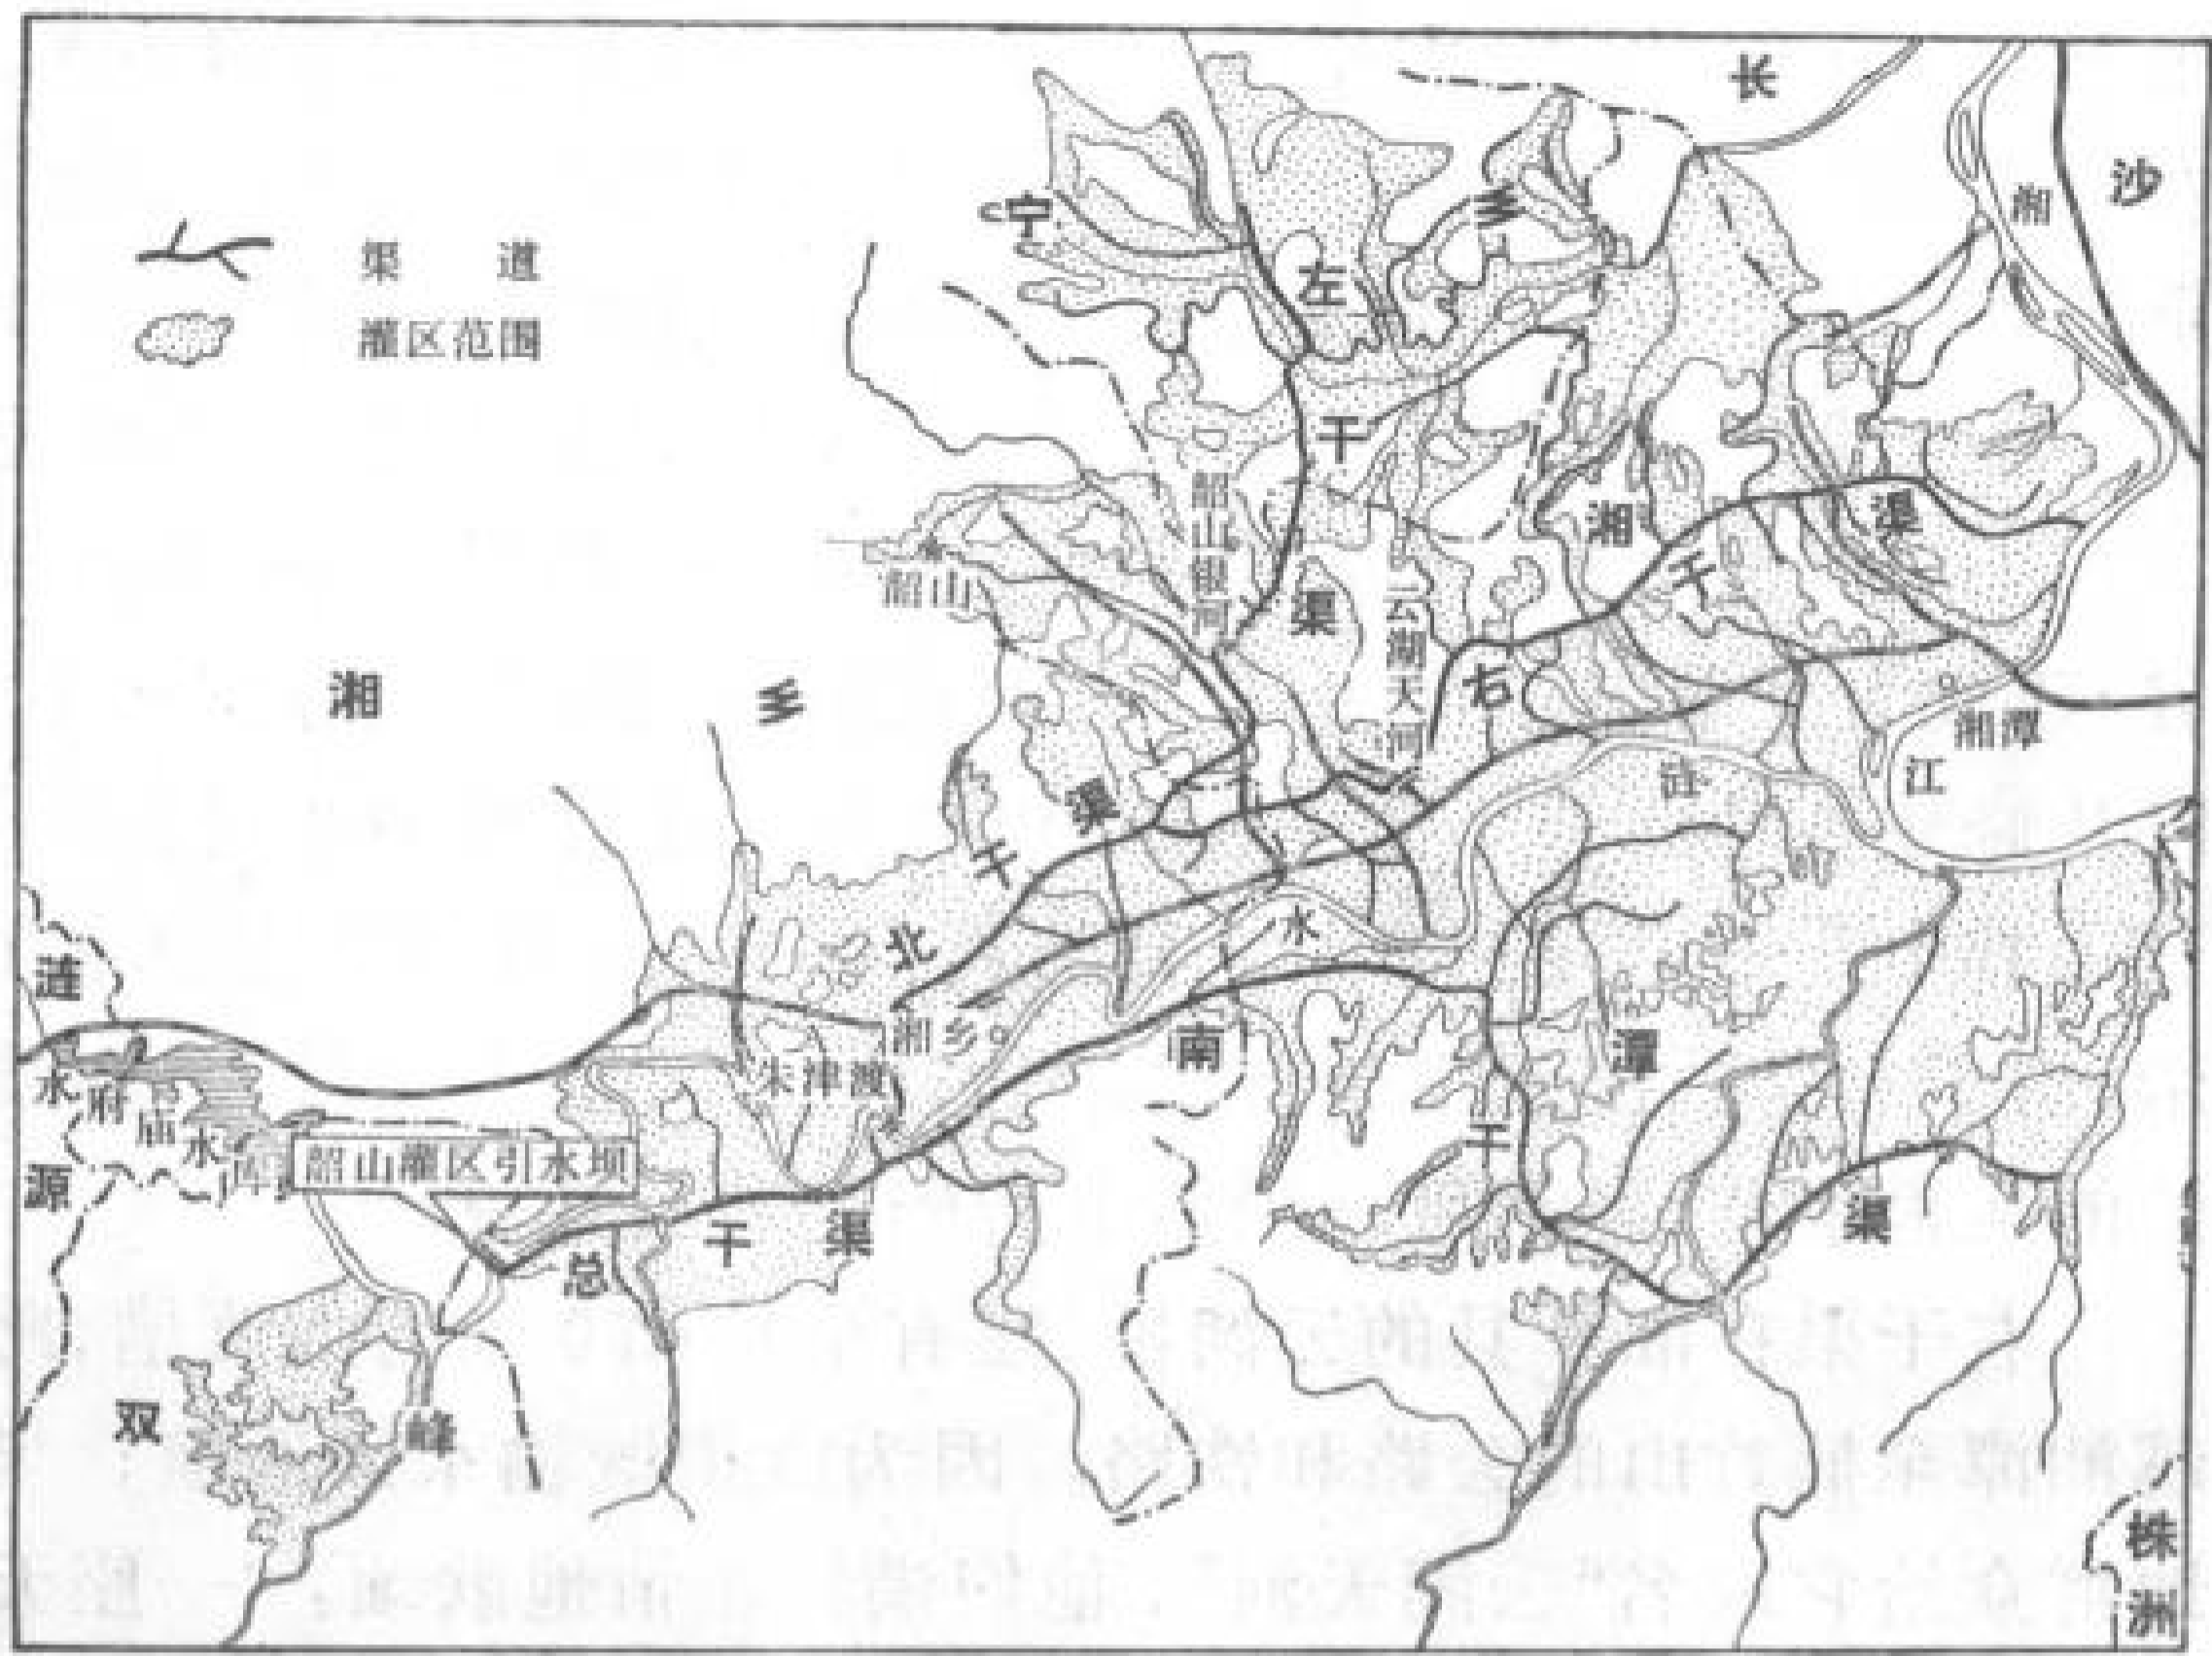 长沙
宁乡
渠 道
灌区范围
湘江
左干渠
韶山银河
云湖大河
韶山
湘潭
湘乡
右干渠
北干渠
涟水
湘潭
湘乡
朱津渡
南干渠
涟源
水府庙水库
韶山灌区引水坝
总干渠
双峰
株洲